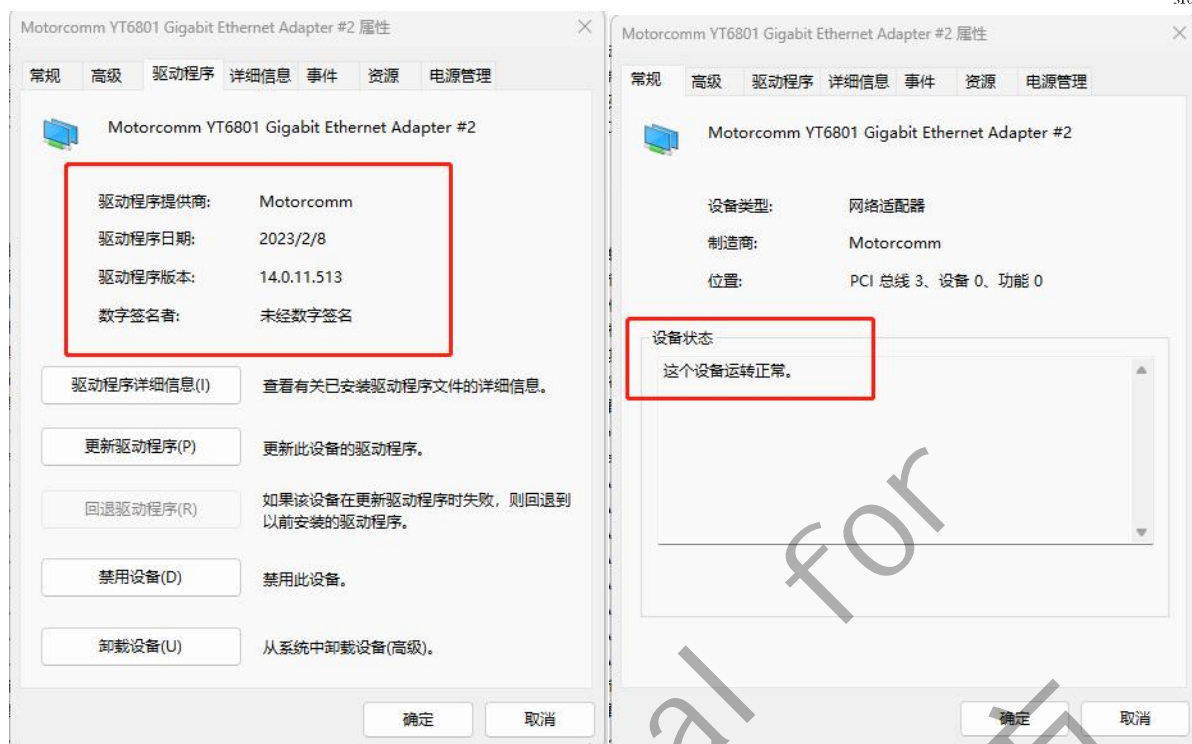 Motorcomm YT6801 Gigabit Ethernet Adapter #2 属性
常规 高级 驱动程序 详细信息 事件 资源 电源管理
Motorcomm YT6801 Gigabit Ethernet Adapter #2
驱动程序提供商: Motorcomm
驱动程序日期: 2023/2/8
驱动程序版本: 14.0.11.513
数字签名者: 未经数字签名
驱动程序详细信息(I) 查看有关已安装驱动程序文件的详细信息。
更新驱动程序(P) 更新此设备的驱动程序。
回退驱动程序(R) 如果该设备在更新驱动程序时失败，则回退到
以前安装的驱动程序。
禁用设备(D) 禁用此设备。
卸载设备(U) 从系统中卸载设备(高级)。
确定 取消
Motorcomm YT6801 Gigabit Ethernet Adapter #2 属性
常规 高级 驱动程序 详细信息 事件 资源 电源管理
Motorcomm YT6801 Gigabit Ethernet Adapter #2
设备类型: 网络适配器
制造商: Motorcomm
位置: PCI 总线 3、设备 0、功能 0
设备状态
这个设备运转正常。
确定 取消
for